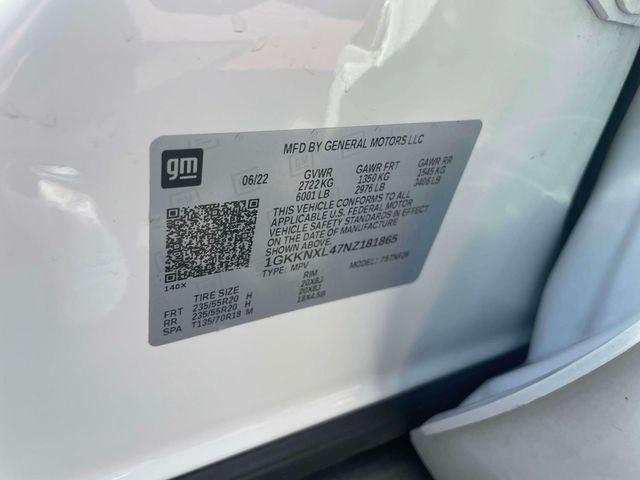 MFD BY GENERAL MOTORS LLC
gm
06/22 GVWR GAWR FRT GAWR RR
2722 KG 1350 KG 1545 KG
6001 LB 2976 LB 3406 LB
THIS VEHICLE CONFORMS TO ALL
APPLICABLE U.S. FEDERAL MOTOR
VEHICLE SAFETY STANDARDS IN EFFECT
ON THE DATE OF MANUFACTURE
SHOWN ABOVE.
1GKKNXL47NZ181865
TYPE: MPV MODEL:
140X
TIRE SIZE RIM
FRT 235/55R20 H 20X8J
RR 235/55R20 H 20X8J
SPA T135/70R18 M 18X4.5B